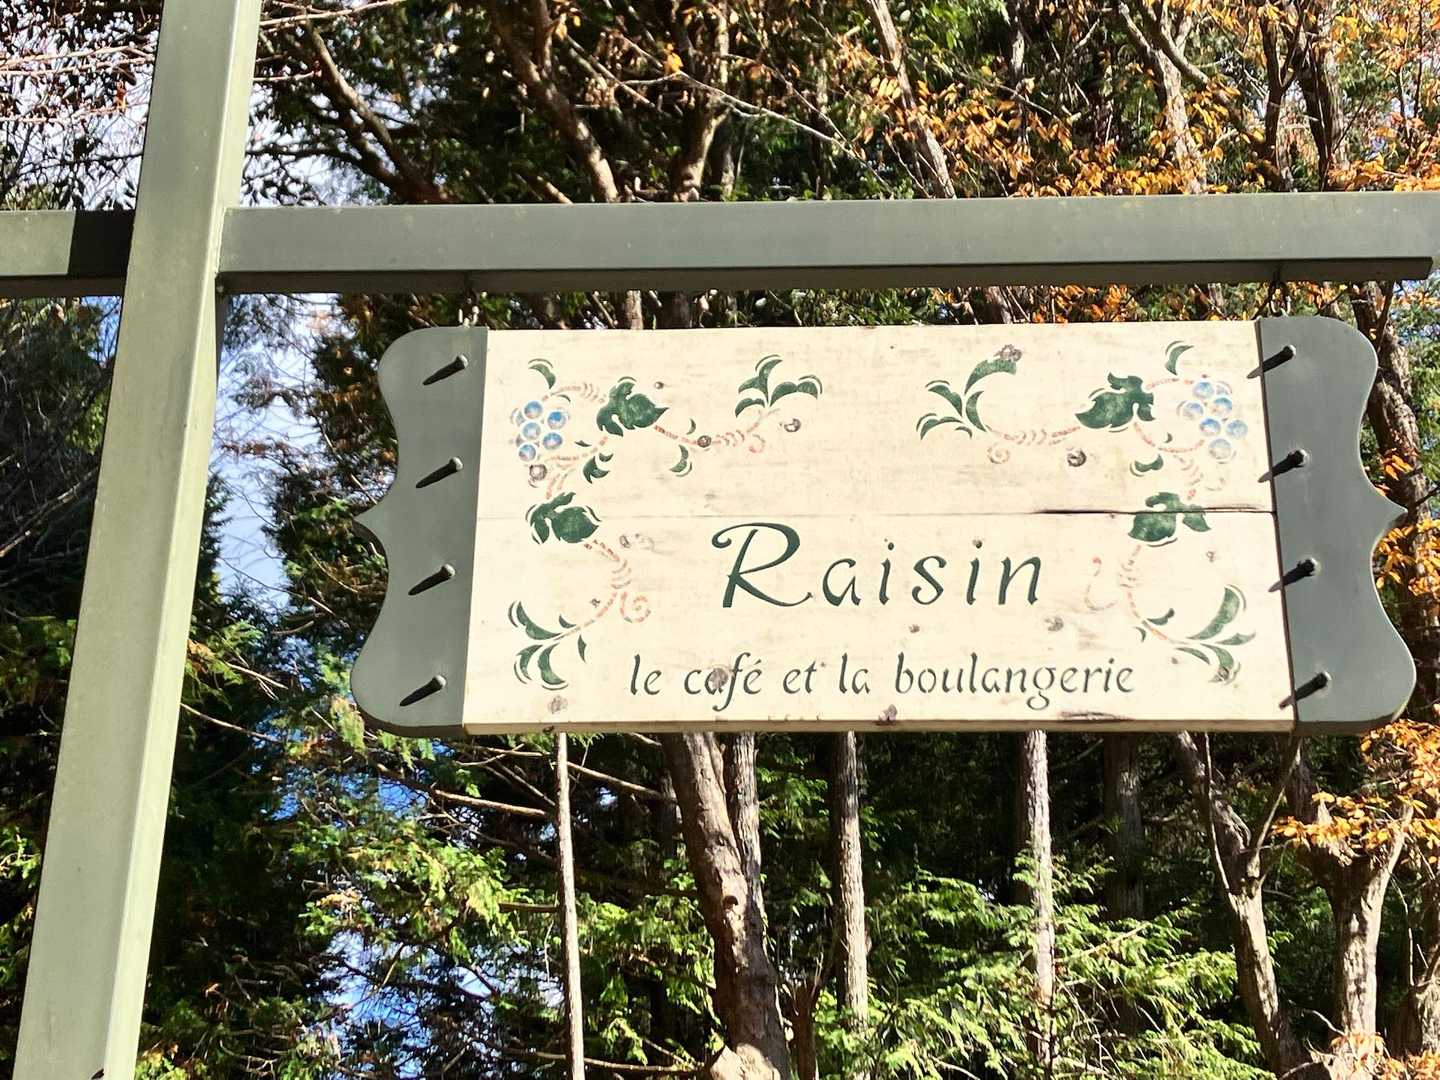 Raisin
le café et la boulangerie